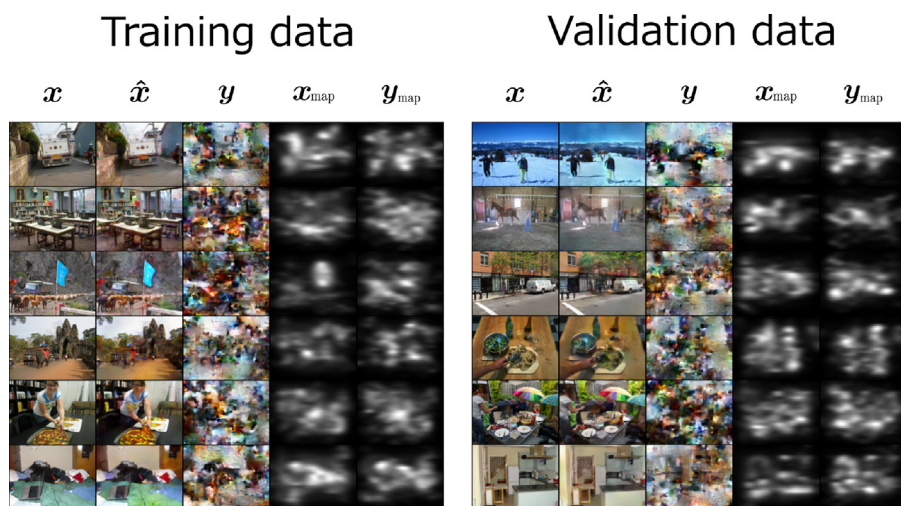 Training data Validation data
x x̂ y x_map y_map x x̂ y x_map y_map